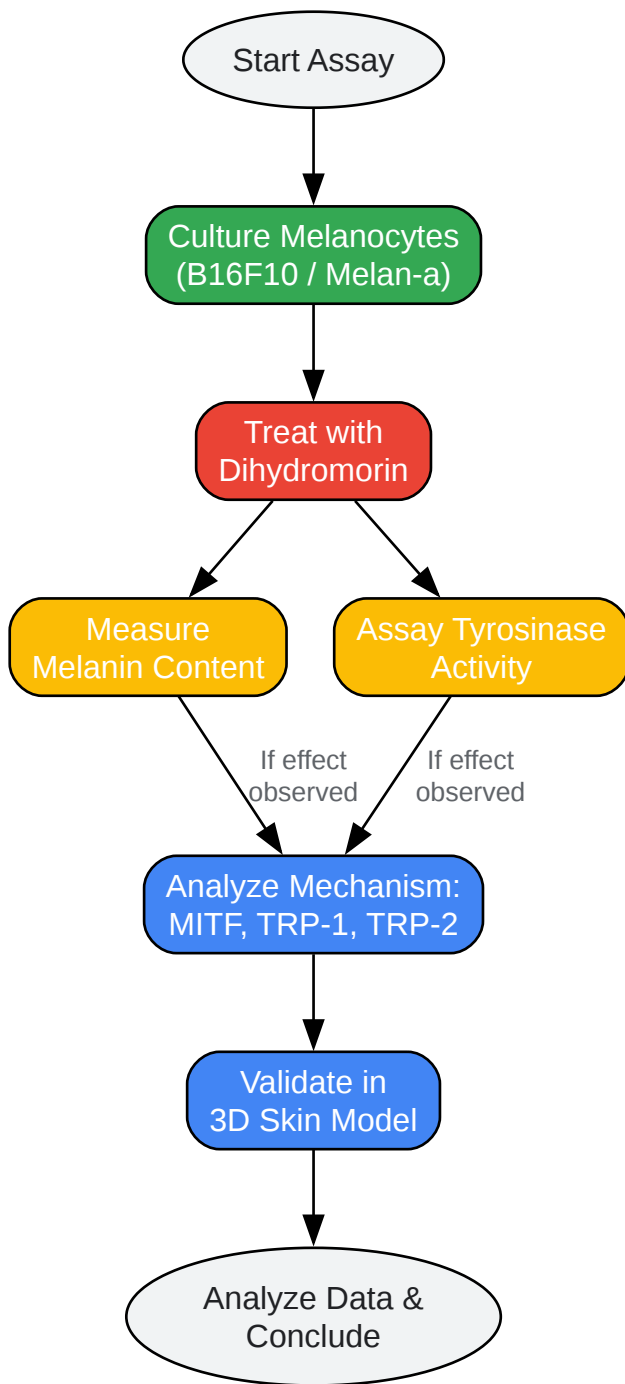 Start Assay
Culture Melanocytes
(B16F10 / Melan-a)
Treat with
Dihydromorin
Measure
Melanin Content
Assay Tyrosinase
Activity
If effect
observed
If effect
observed
Analyze Mechanism:
MITF, TRP-1, TRP-2
Validate in
3D Skin Model
Analyze Data &
Conclude